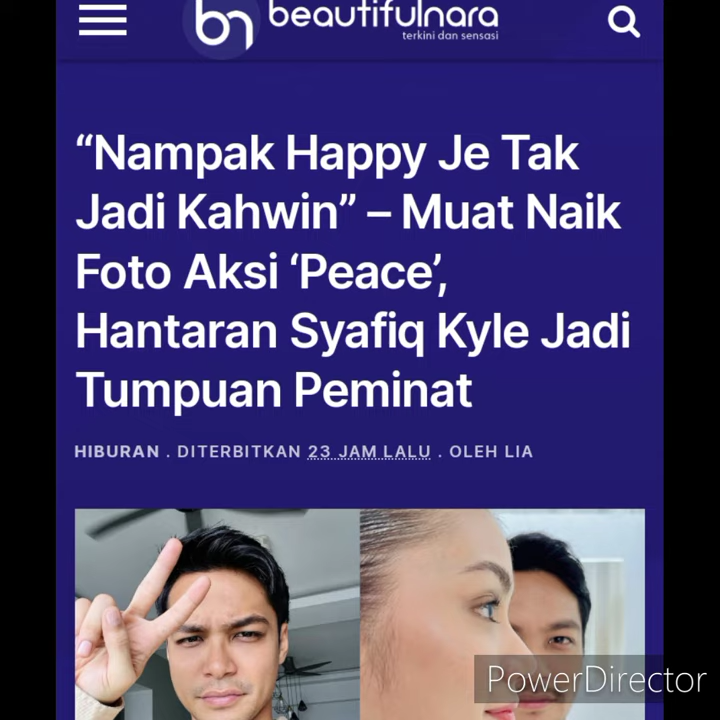 beautifulnara
terkini dan sensasi
“Nampak Happy Je Tak
Jadi Kahwin” – Muat Naik
Foto Aksi ‘Peace’,
Hantaran Syafiq Kyle Jadi
Tumpuan Peminat
HIBURAN . DITERBITKAN 23 JAM LALU . OLEH LIA
PowerDirector